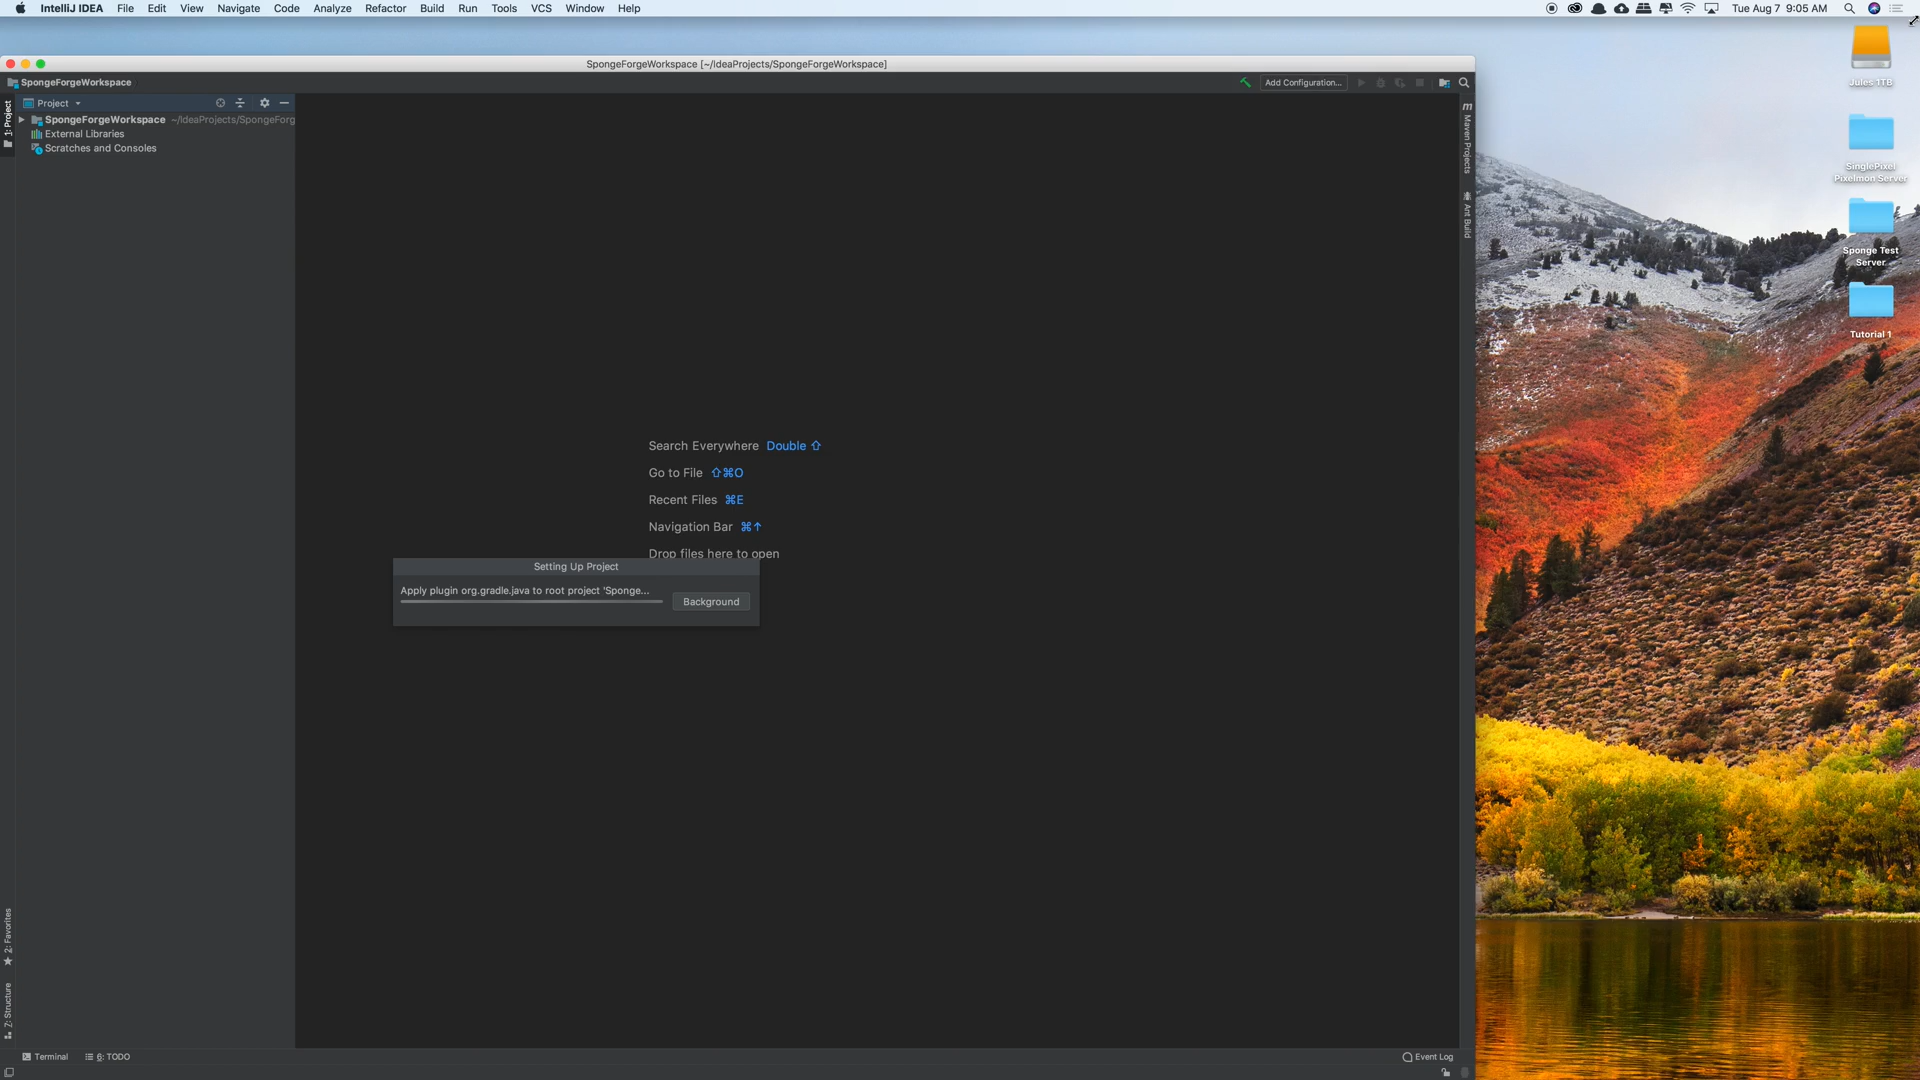 IntelliJ IDEA File Edit View Navigate Code Analyze Refactor Build Run Tools VCS Window Help Tue Aug 7 9:05 AM
SpongeForgeWorkspace [~/IdeaProjects/SpongeForgeWorkspace]
SpongeForgeWorkspace
Add Configuration...
1: Project
Project
SpongeForgeWorkspace ~/IdeaProjects/SpongeForg
External Libraries
Scratches and Consoles
Search Everywhere Double ⇧
Go to File ⇧⌘O
Recent Files ⌘E
Navigation Bar ⌘↑
Drop files here to open
Setting Up Project
Apply plugin org.gradle.java to root project 'Sponge...
Background
m
Maven Projects
Ant Build
2: Favorites
Z: Structure
Terminal
6: TODO
Event Log
Jules 1TB
SinglePixel
Pixelmon Server
Sponge Test
Server
Tutorial 1